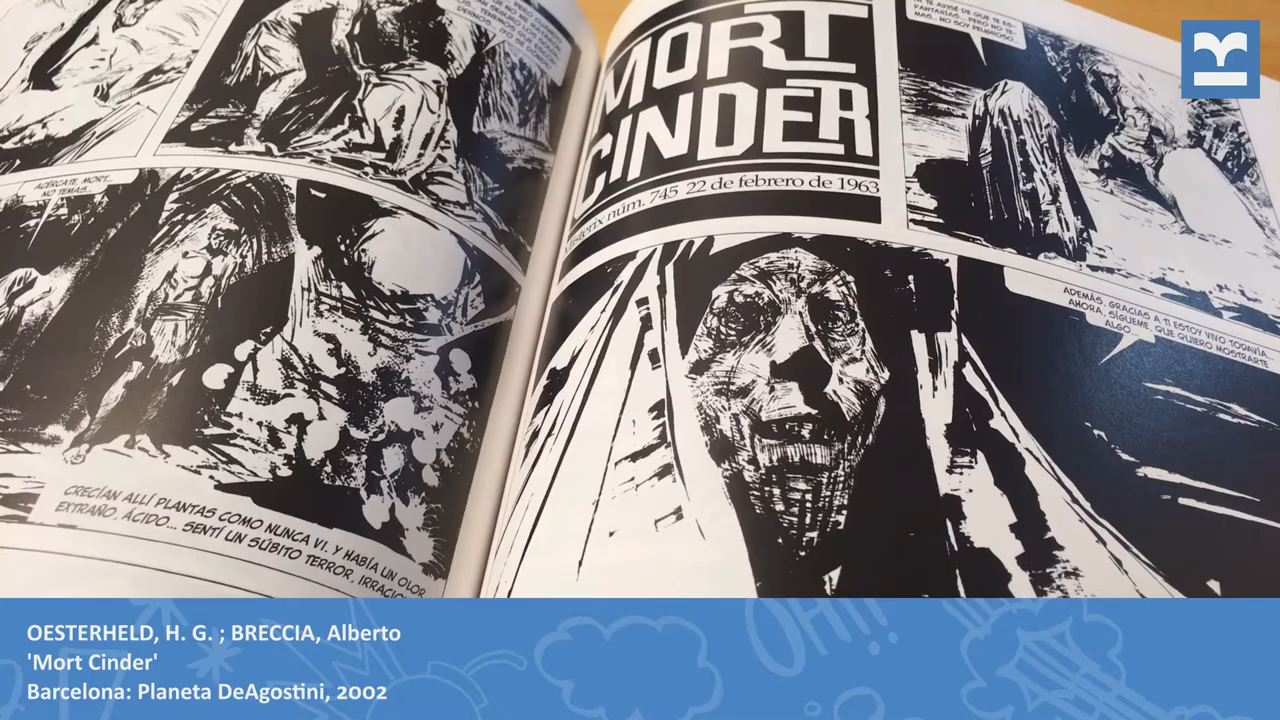 ACÉRCATE, MORT...
NO TEMAS...
CRECÍAN ALLÍ PLANTAS COMO NUNCA VI. Y HABÍA UN OLOR
EXTRAÑO, ÁCIDO... SENTÍ UN SÚBITO TERROR,
MORT
CINDER
Misterix núm. 745 22 de febrero de 1963
YA TE AVISÉ DE QUE TE ES-
PANTARÍAS... PERO NO TE-
MAS... NO SOY PELIGROSO...
ADEMÁS, GRACIAS A TI ESTOY VIVO TODAVÍA...
AHORA, SÍGUEME, QUE QUIERO MOSTRARTE
ALGO...
OESTERHELD, H. G. ; BRECCIA, Alberto
'Mort Cinder'
Barcelona: Planeta DeAgostini, 2002
OH!!